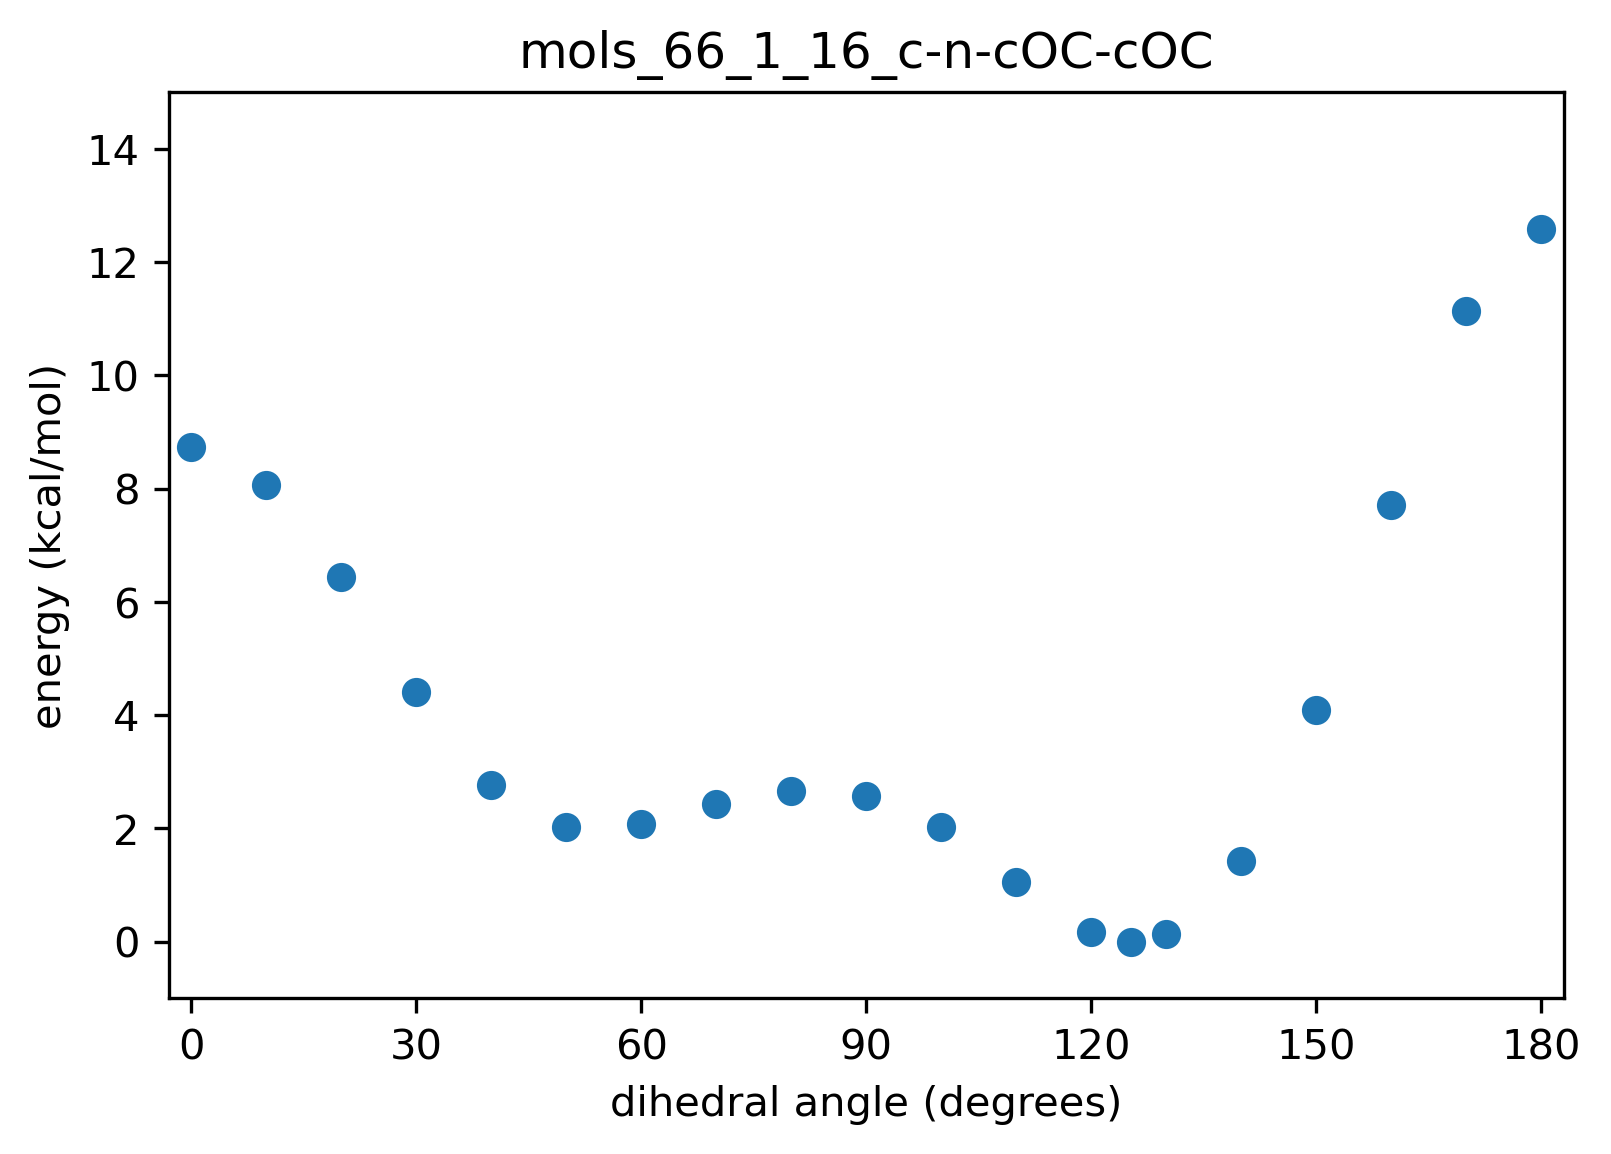 mols_66_1_16_c-n-cOC-cOC
14
12
10
8
6
4
2
0
energy (kcal/mol)
0 30 60 90 120 150 180
dihedral angle (degrees)